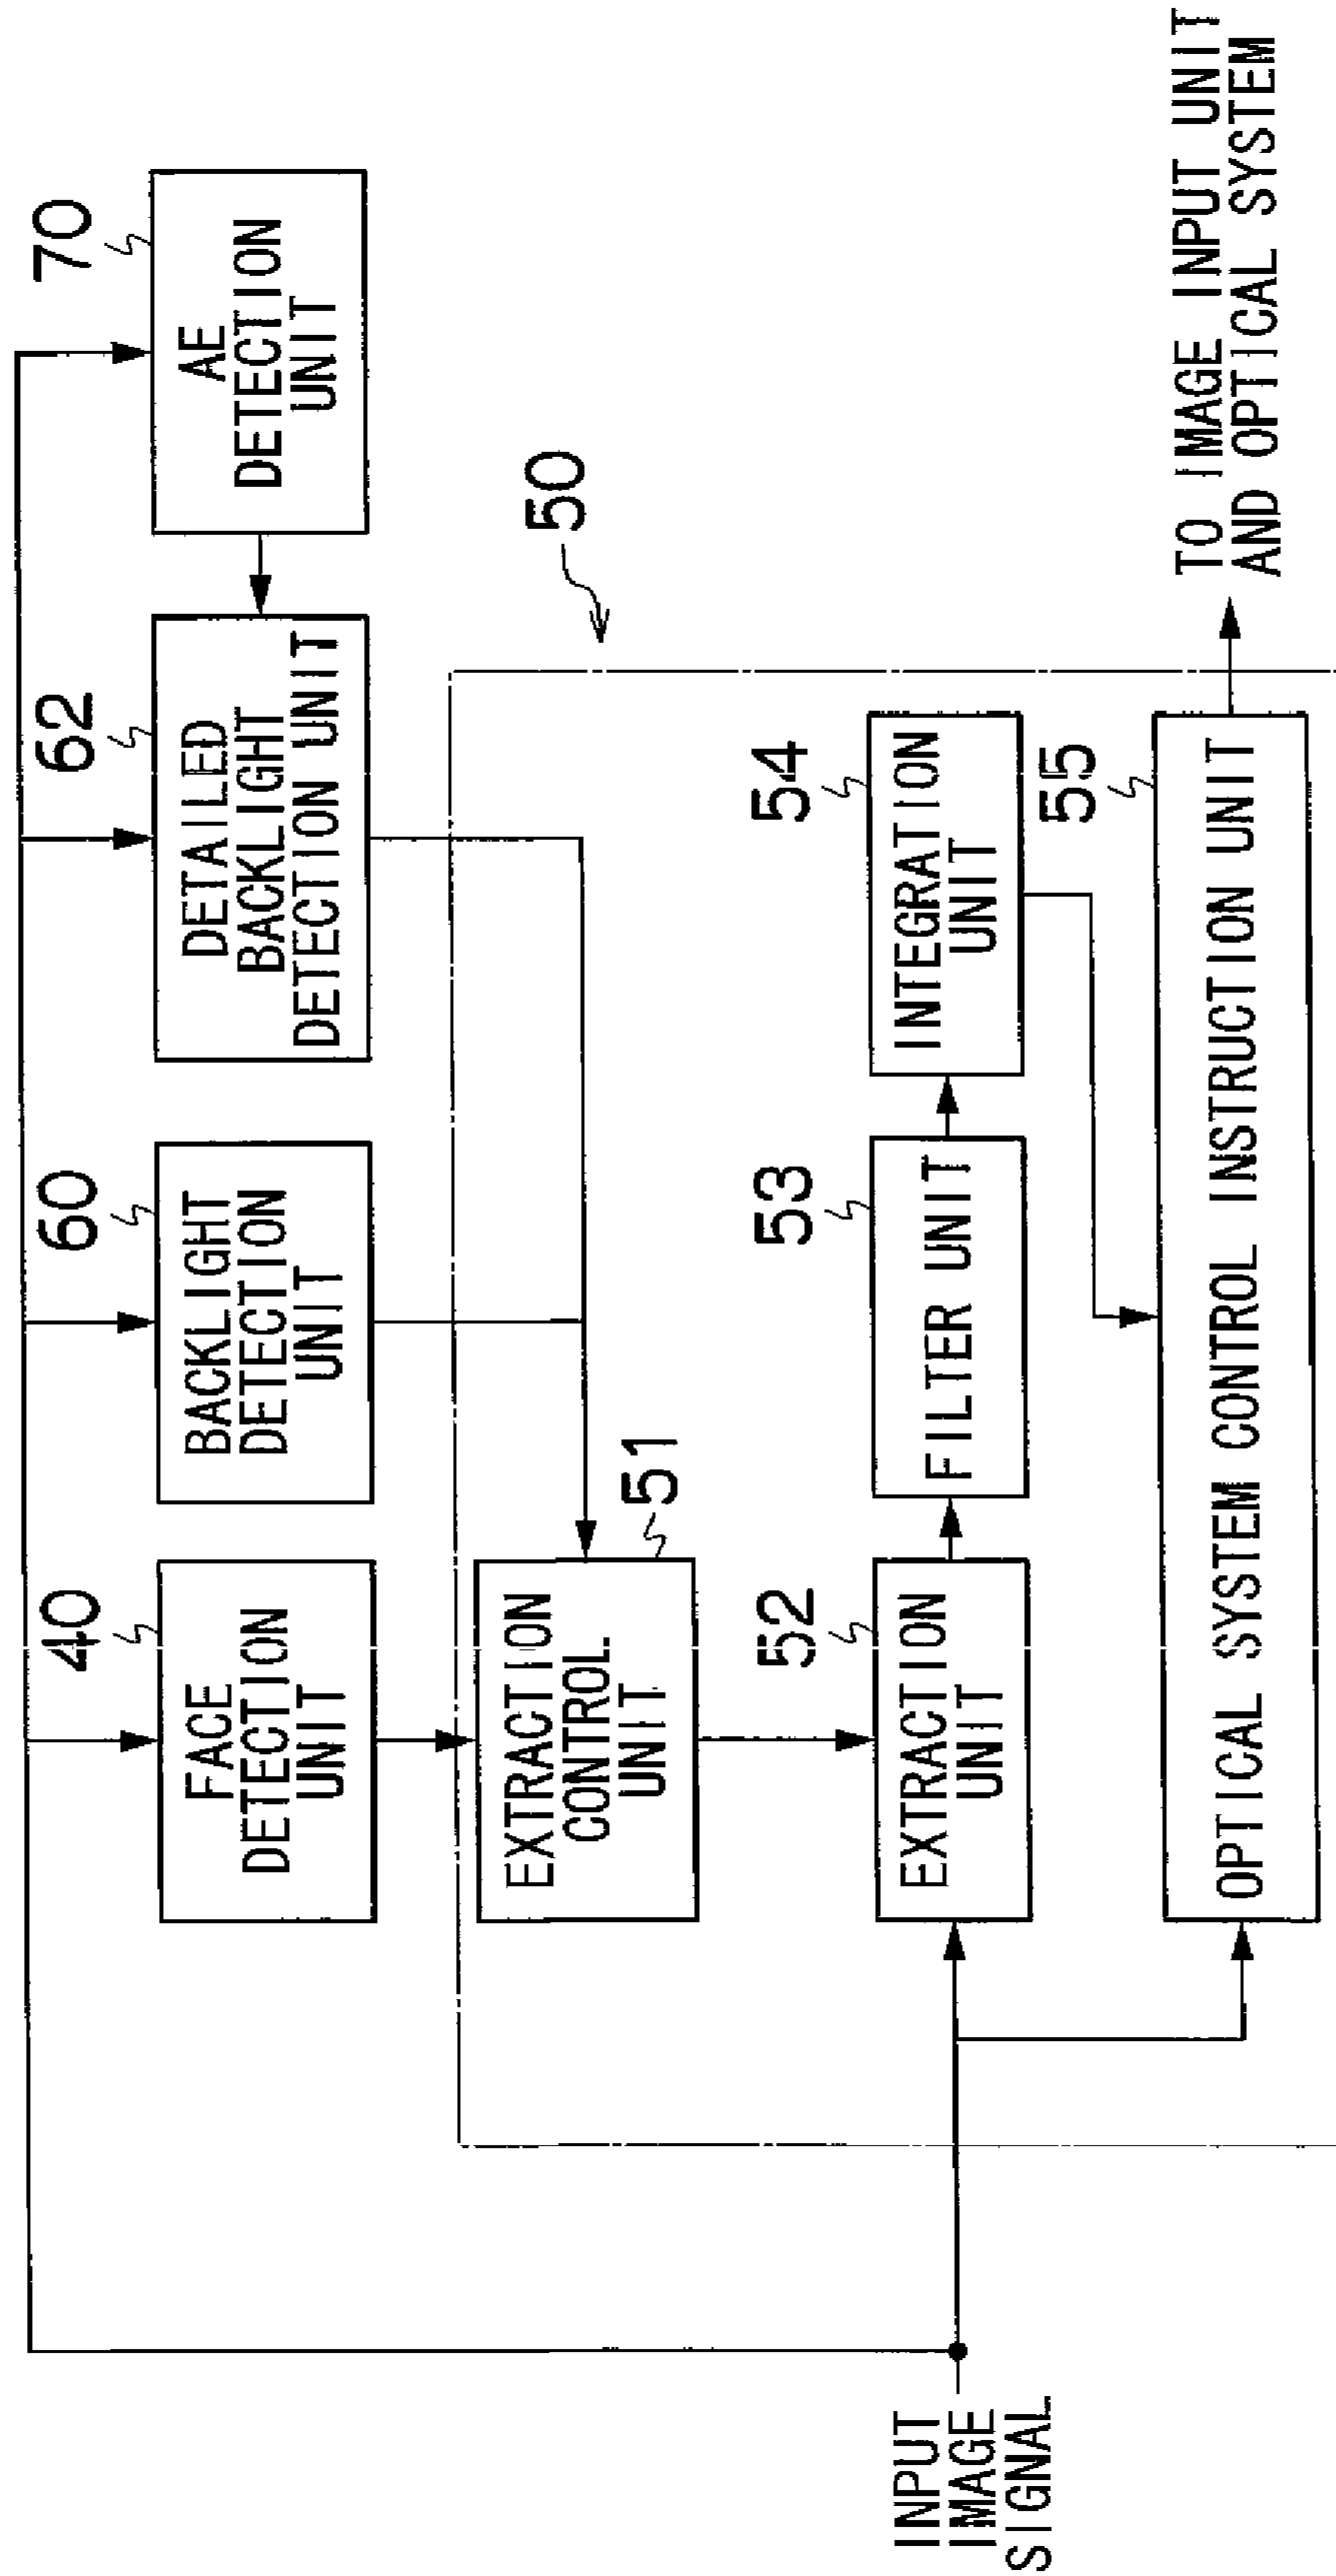 70
AE
DETECTION
UNIT
62
DETAILED
BACKLIGHT
DETECTION UNIT
60
BACKLIGHT
DETECTION
UNIT
40
FACE
DETECTION
UNIT
50
51
EXTRACTION
CONTROL
UNIT
52
EXTRACTION
UNIT
53
FILTER UNIT
54
INTEGRATION
UNIT
55
OPTICAL SYSTEM CONTROL INSTRUCTION UNIT
INPUT
IMAGE
SIGNAL
TO IMAGE INPUT UNIT
AND OPTICAL SYSTEM